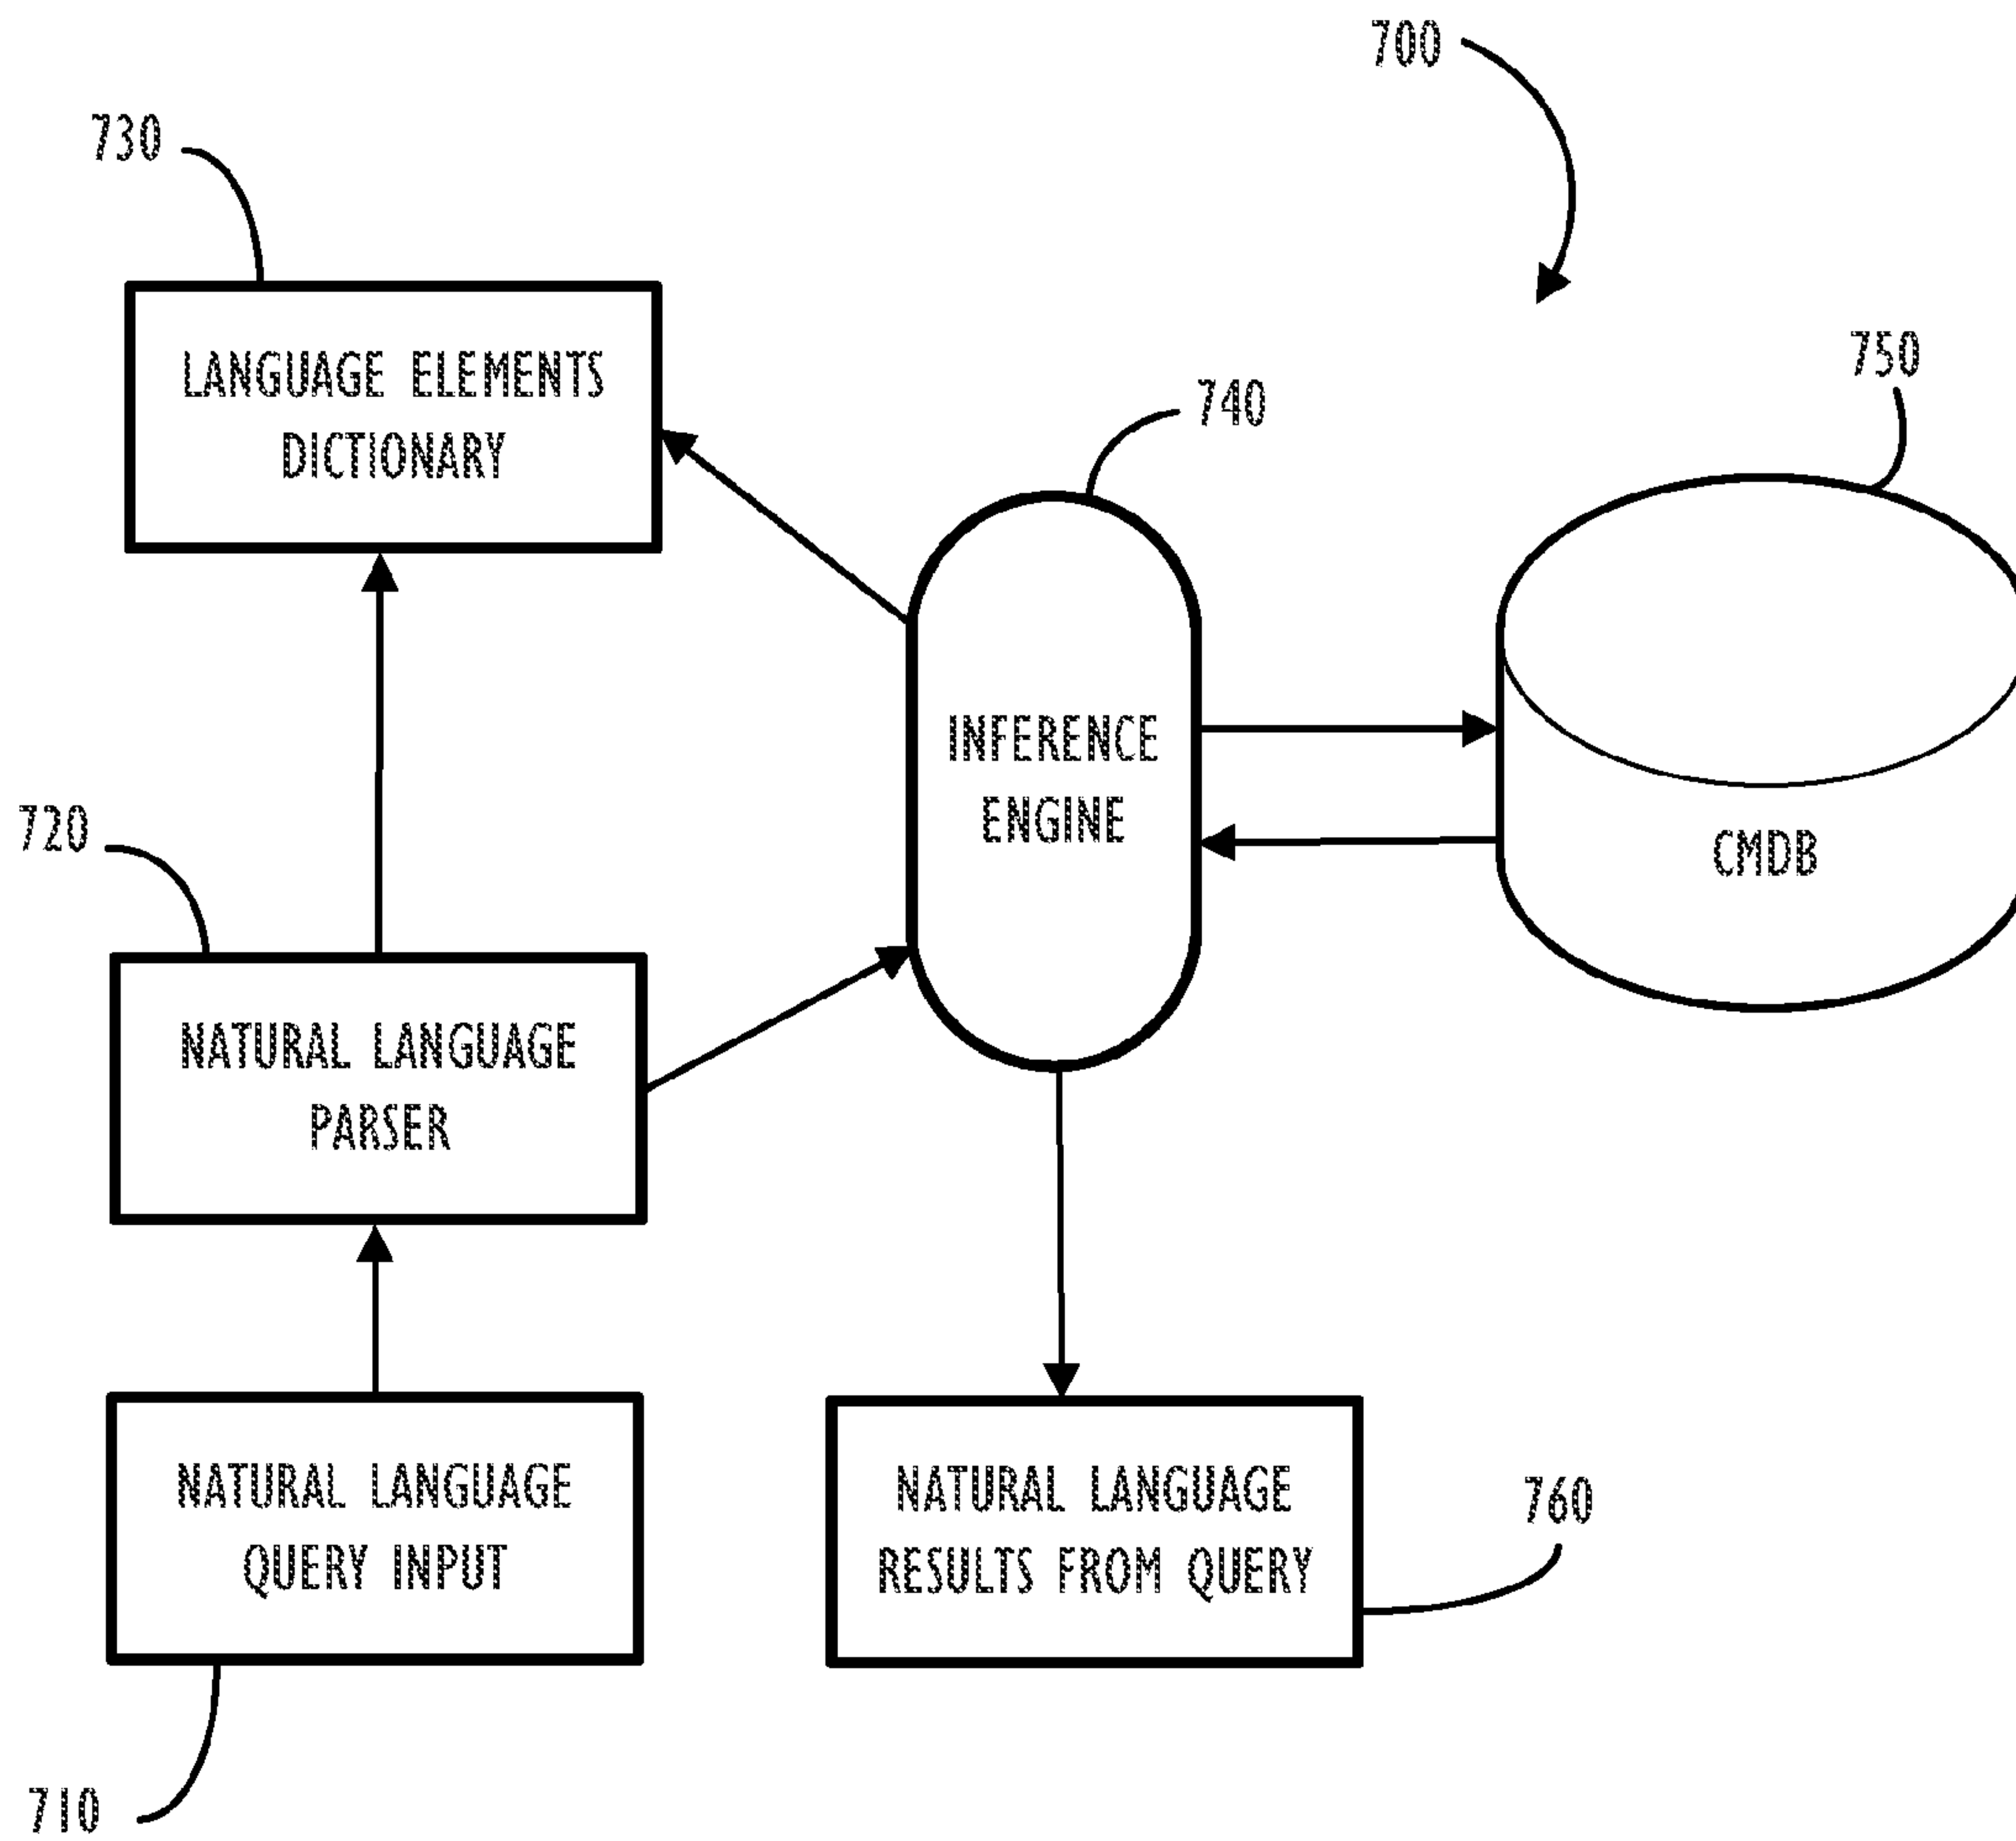 700
730
LANGUAGE ELEMENTS
DICTIONARY
740
750
INFERENCE
ENGINE
CMDB
720
NATURAL LANGUAGE
PARSER
NATURAL LANGUAGE
QUERY INPUT
710
NATURAL LANGUAGE
RESULTS FROM QUERY
760